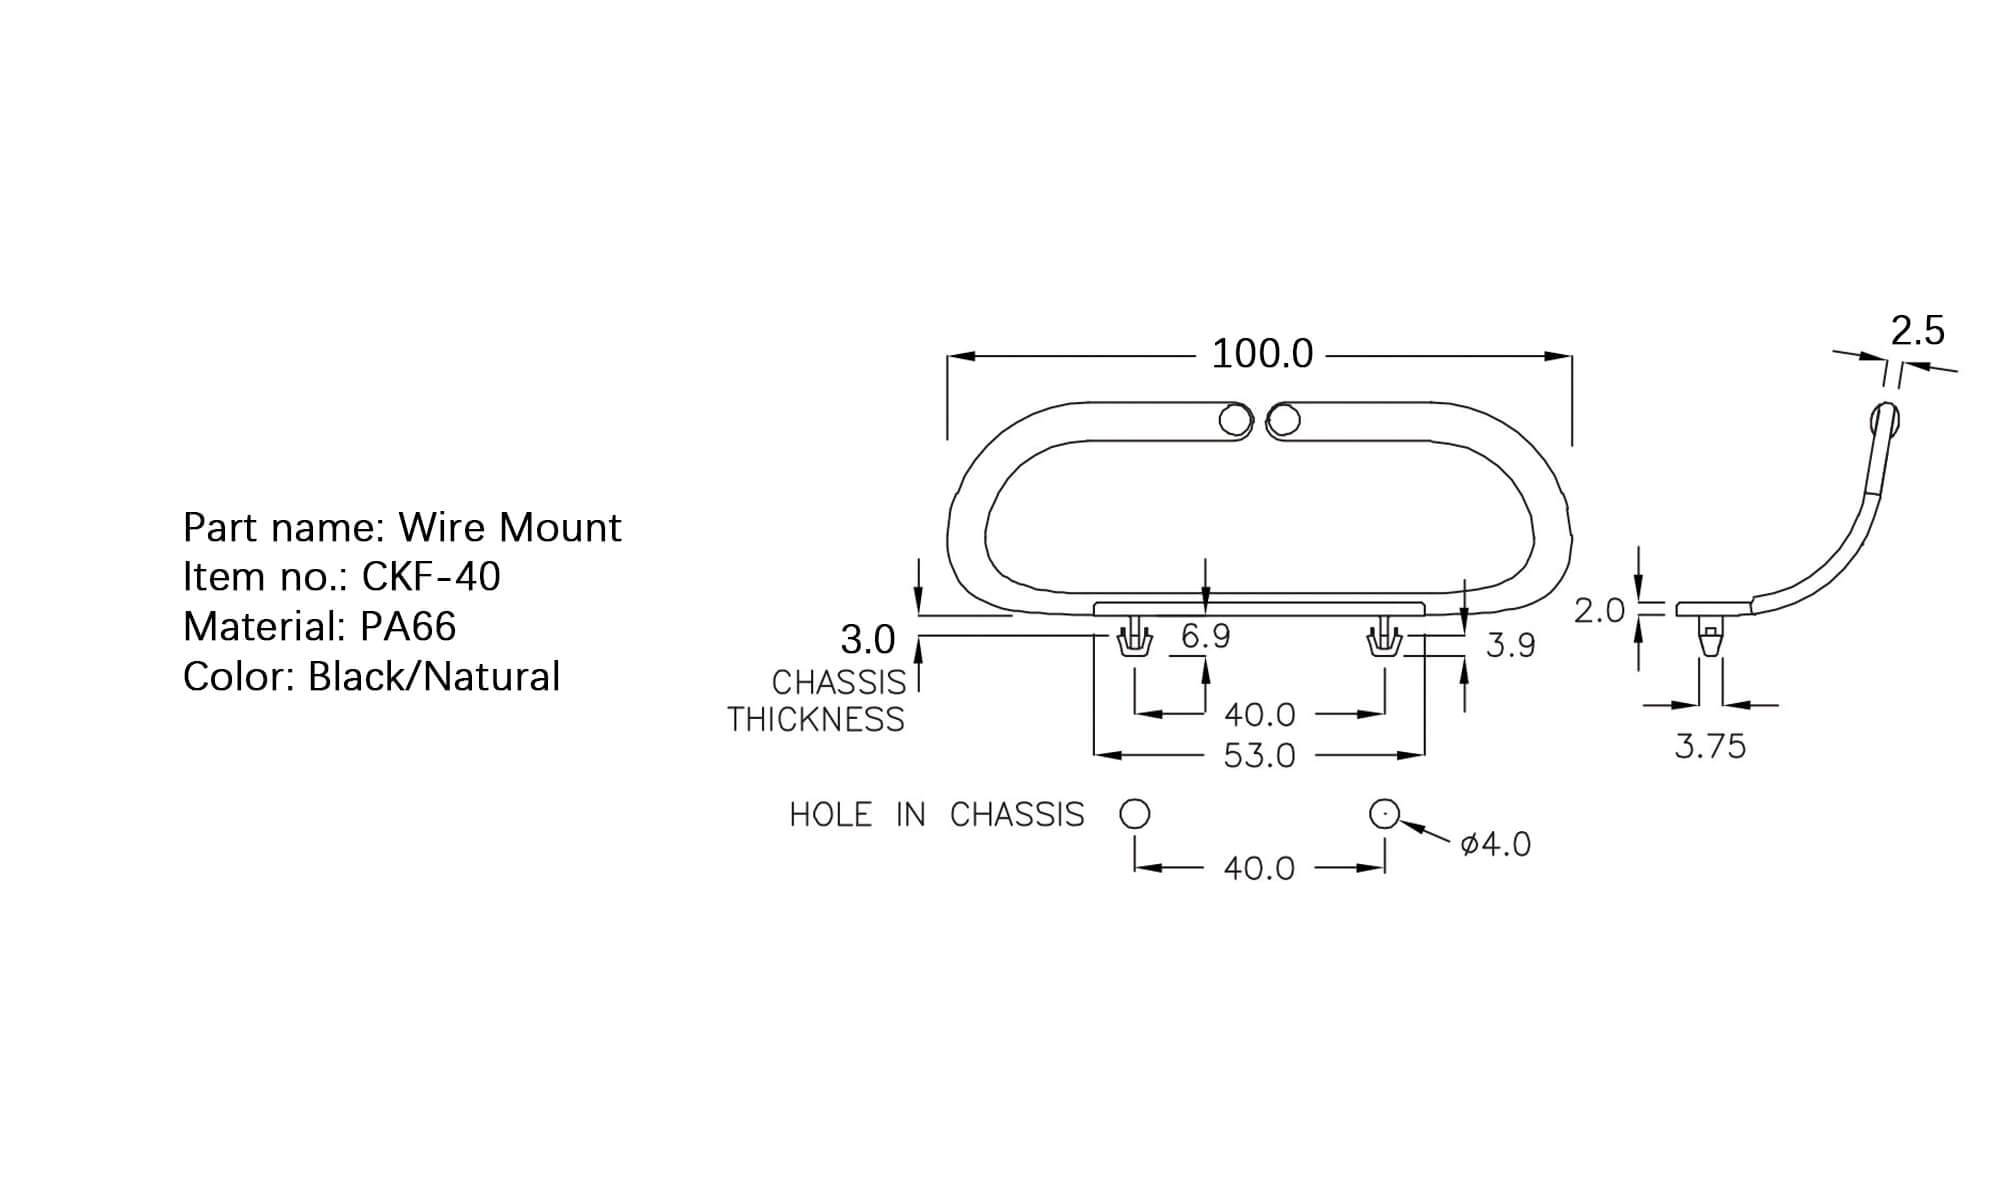 Part name: Wire Mount
Item no.: CKF-40
Material: PA66
Color: Black/Natural
100.0
2.5
2.0
3.0
6.9
3.9
CHASSIS
THICKNESS
40.0
53.0
3.75
HOLE IN CHASSIS
ø4.0
40.0